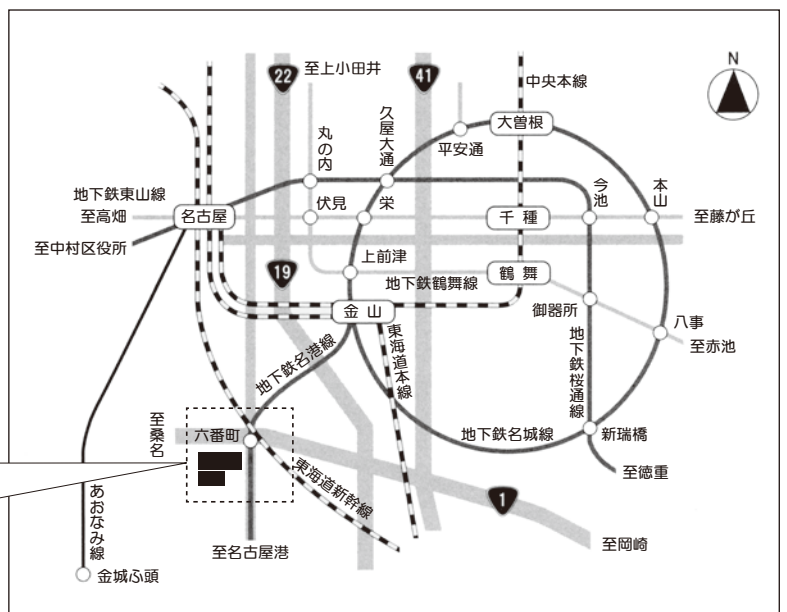 N
22
至上小田井
41
中央本線
丸の内
久屋大通
平安通
大曽根
地下鉄東山線
至高畑
名古屋
伏見
栄
千種
今池
本山
至藤が丘
至中村区役所
19
上前津
地下鉄鶴舞線
鶴舞
御器所
八事
至赤池
金山
地下鉄名港線
東海道本線
地下鉄桜通線
至桑名
六番町
地下鉄名城線
新瑞橋
至徳重
東海道新幹線
1
あおなみ線
至名古屋港
至岡崎
金城ふ頭